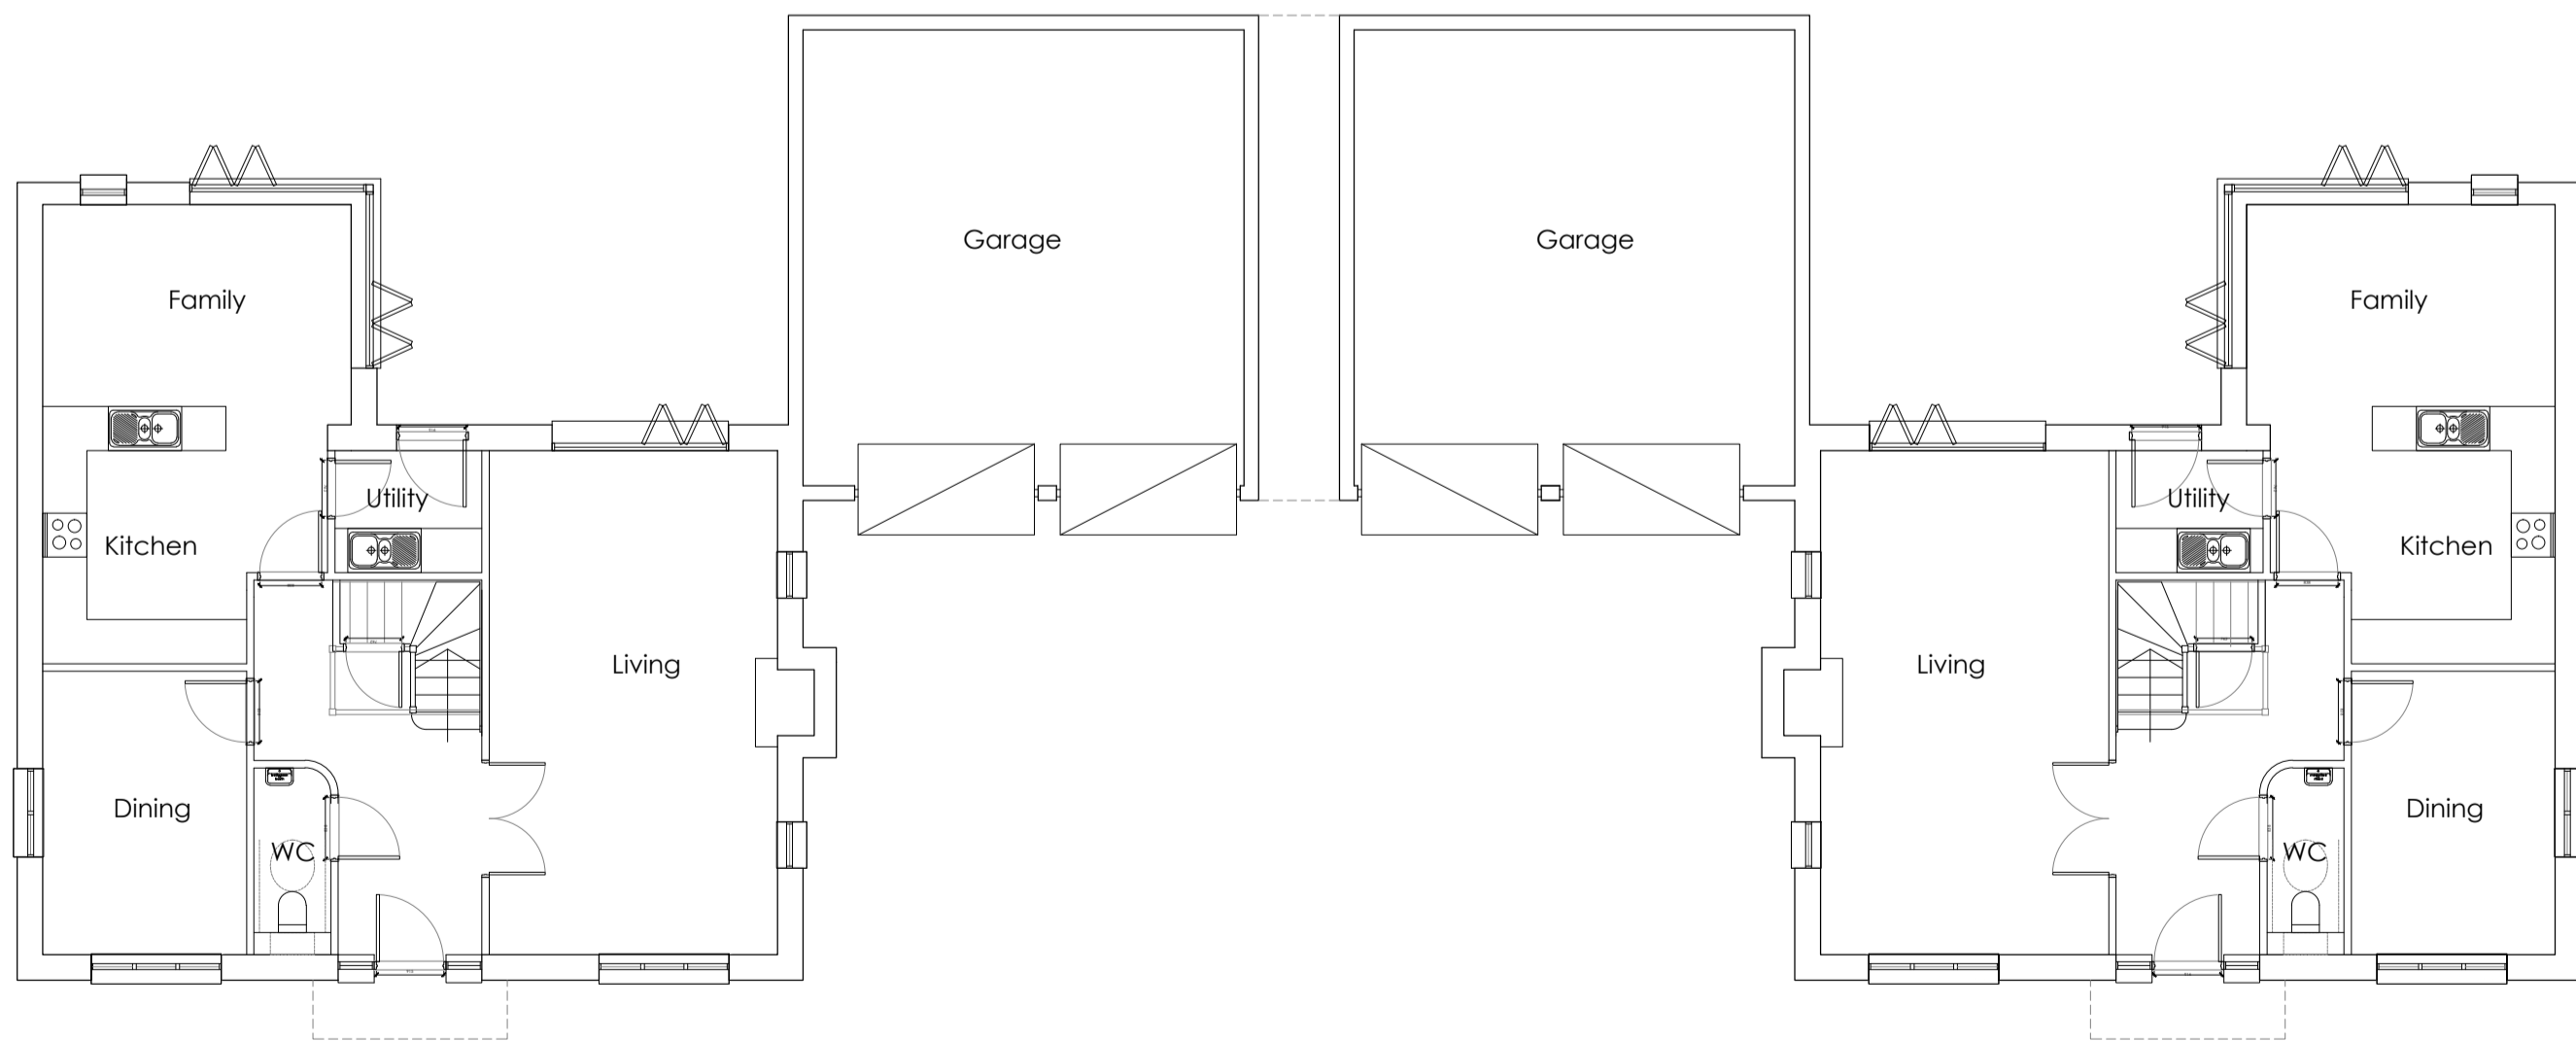 Garage
Garage
Family
Family
Utility
Utility
Kitchen
Kitchen
Living
Living
Dining
Dining
WC
WC